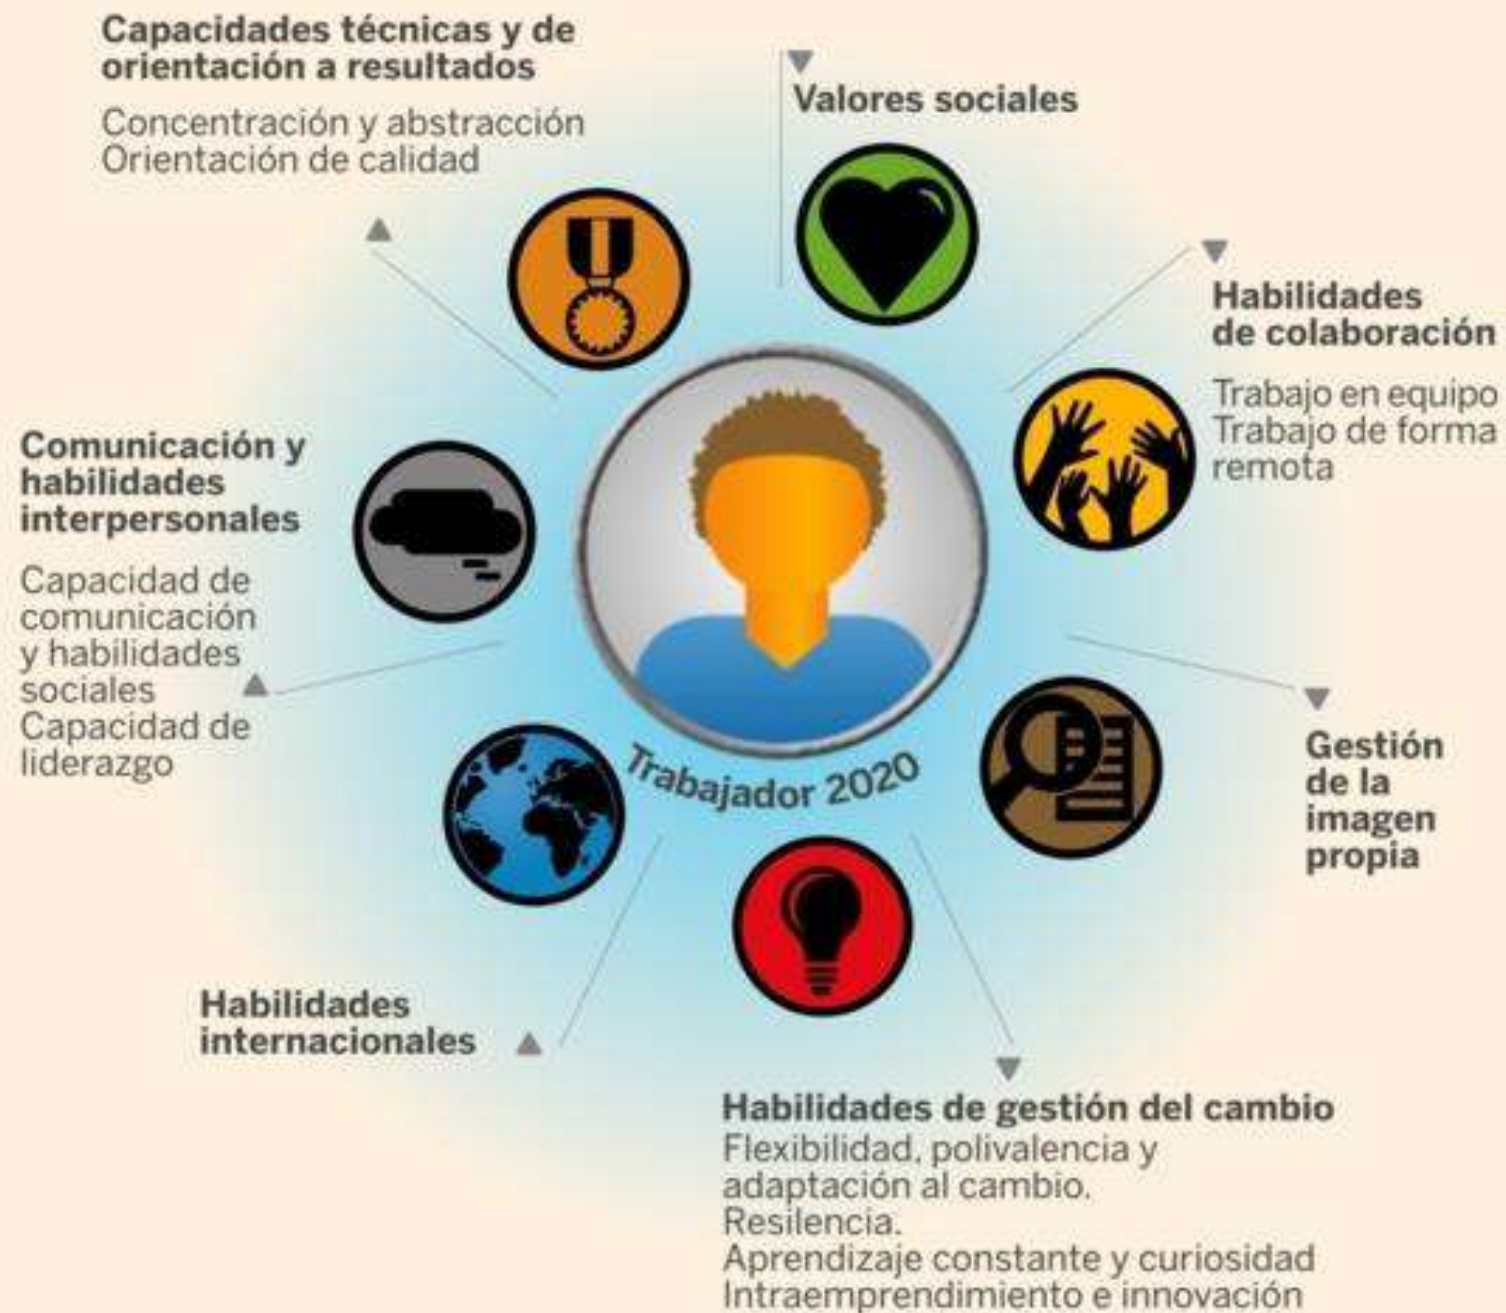 Capacidades técnicas y de
orientación a resultados
Concentración y abstracción
Orientación de calidad
Valores sociales
Habilidades
de colaboración
Trabajo en equipo
Trabajo de forma
remota
Comunicación y
habilidades
interpersonales
Capacidad de
comunicación
y habilidades
sociales
Capacidad de
liderazgo
Trabajador 2020
Gestión
de la
imagen
propia
Habilidades
internacionales
Habilidades de gestión del cambio
Flexibilidad, polivalencia y
adaptación al cambio.
Resilencia.
Aprendizaje constante y curiosidad
Intraemprendimiento e innovación